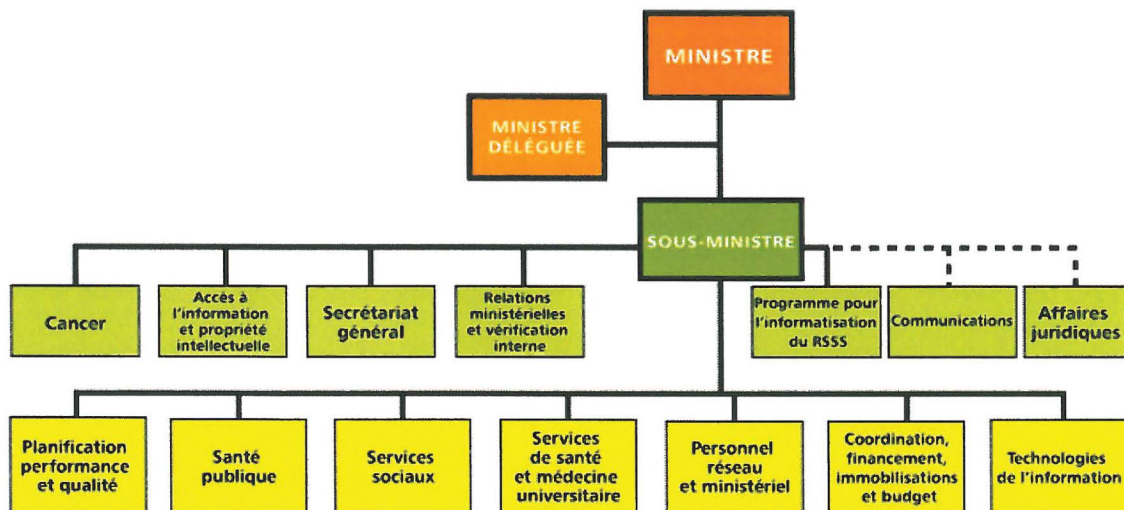 MINISTRE
MINISTRE
DÉLÉGUÉE
SOUS-MINISTRE
Cancer
Accès à
l'information
et propriété
intellectuelle
Secrétariat
général
Relations
ministérielles
et vérification
interne
Programme pour
l'informatisation
du RSSS
Communications
Affaires
juridiques
Planification
performance
et qualité
Santé
publique
Services
sociaux
Services
de santé
et médecine
universitaire
Personnel
réseau
et ministériel
Coordination,
financement,
immobilisations
et budget
Technologies
de l'information